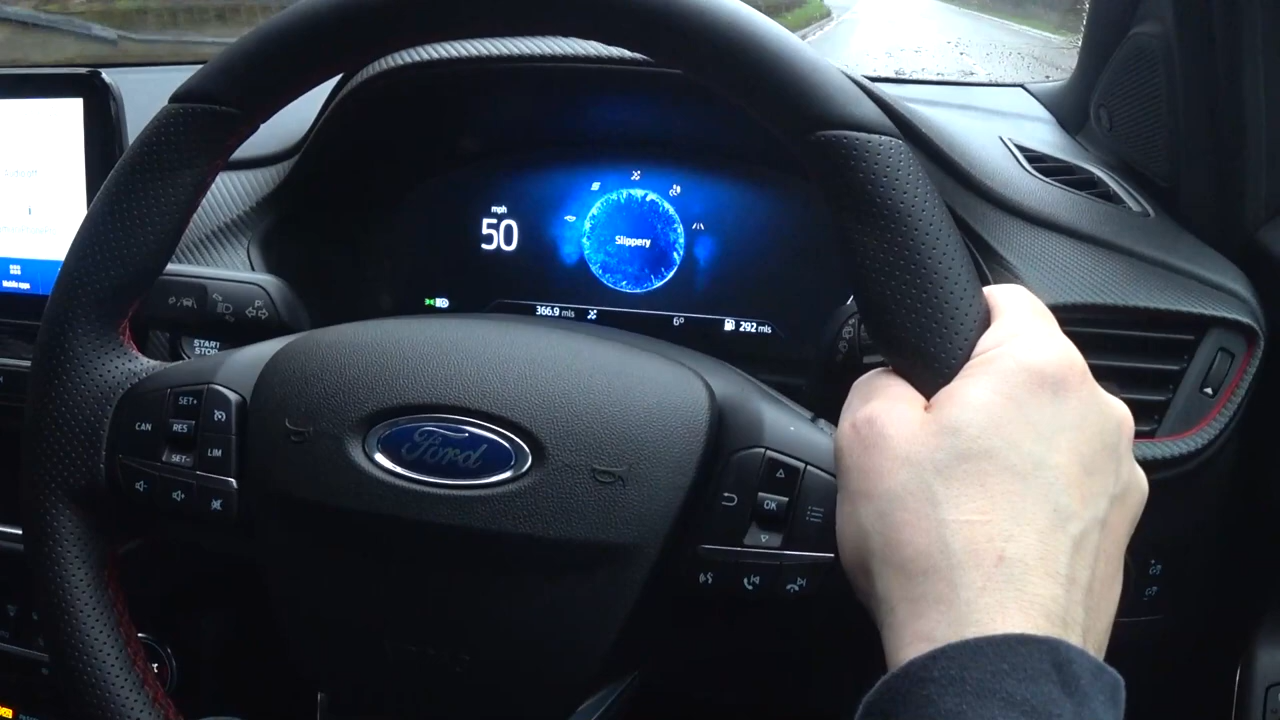 mph
50
Slippery
366.9 mls
6°
292 mls
Mobile apps
START
STOP
SET+
CAN
RES
LIM
SET-
Ford
OK